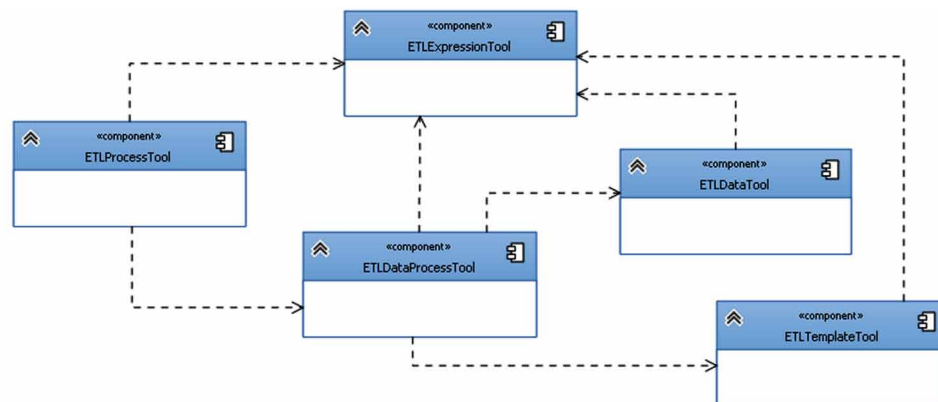 «component»
ETLExpressionTool
«component»
ETLProcessTool
«component»
ETLDataTool
«component»
ETLDataProcessTool
«component»
ETLTemplateTool